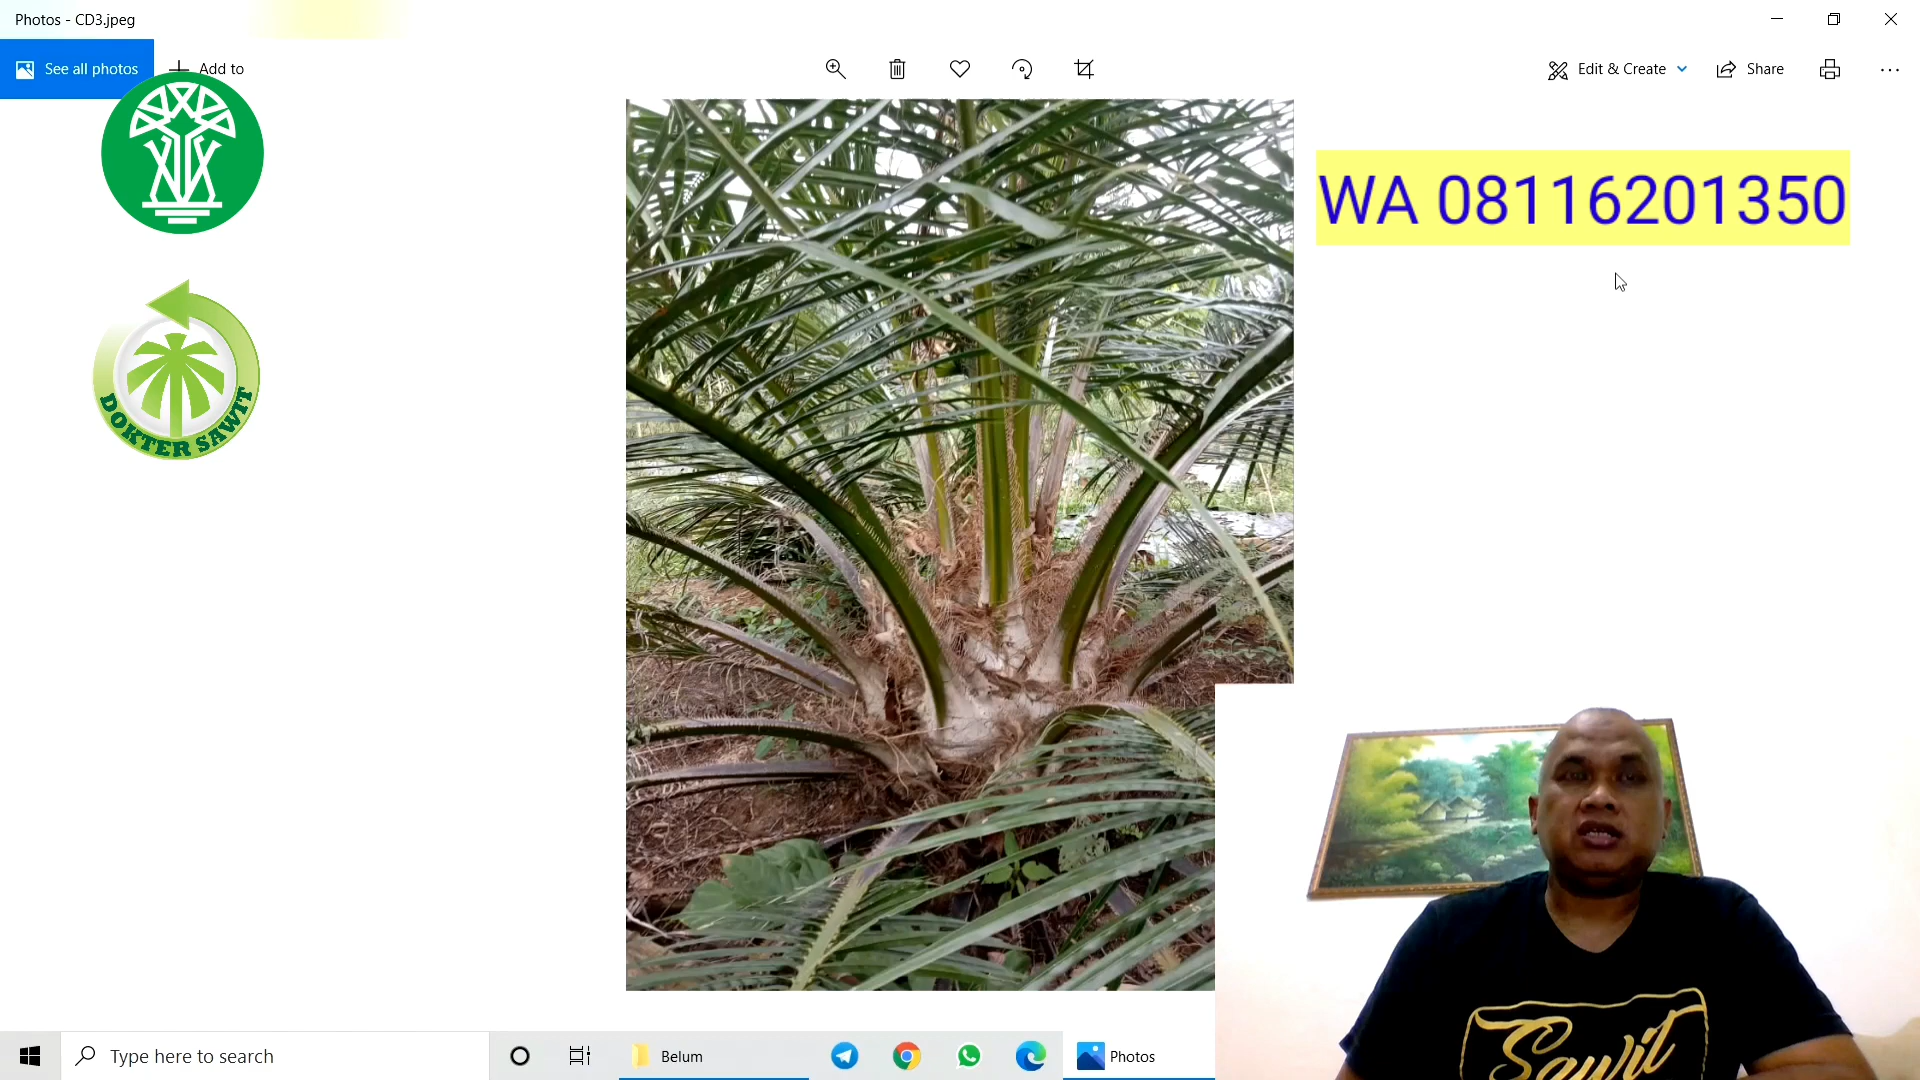 Photos - CD3.jpeg
See all photos
Add to
Edit & Create
Share
WA 08116201350
DOKTER SAWIT
Sawit
Type here to search
Belum
Photos